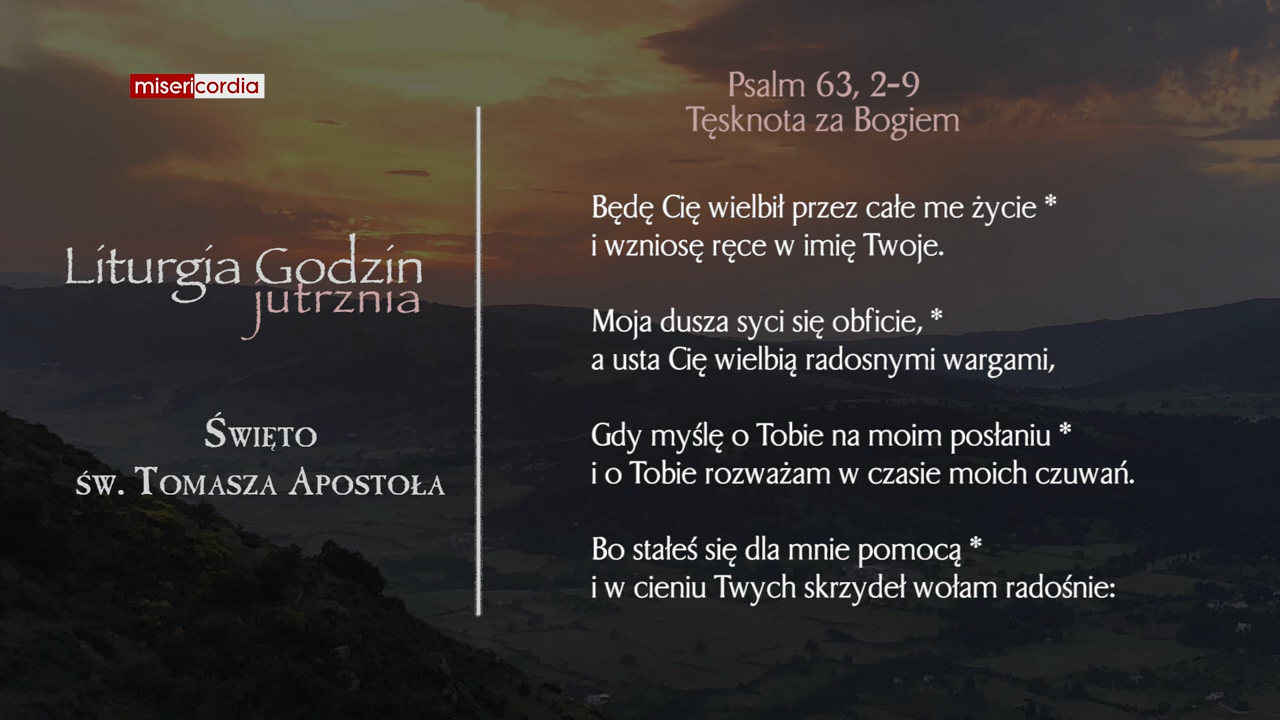 misericordia
Liturgia Godzin
jutrznia
Święto
św. Tomasza Apostoła
Psalm 63, 2-9
Tęsknota za Bogiem
Będę Cię wielbił przez całe me życie *
i wzniosę ręce w imię Twoje.
Moja dusza syci się obficie, *
a usta Cię wielbią radosnymi wargami,
Gdy myślę o Tobie na moim posłaniu *
i o Tobie rozważam w czasie moich czuwań.
Bo stałeś się dla mnie pomocą *
i w cieniu Twych skrzydeł wołam radośnie: